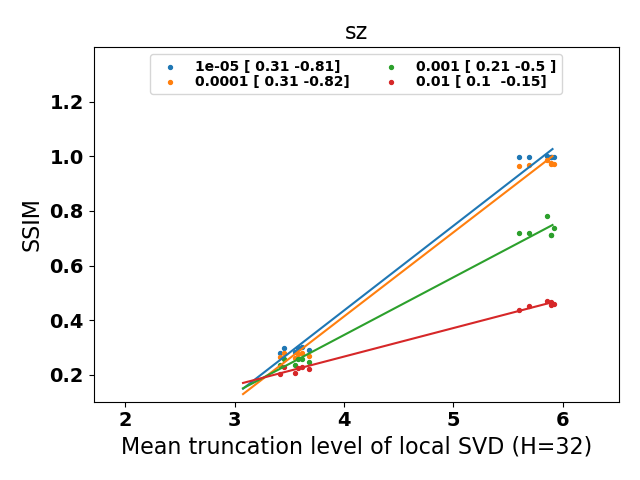 sz
1e-05 [ 0.31 -0.81]
0.0001 [ 0.31 -0.82]
0.001 [ 0.21 -0.5 ]
0.01 [ 0.1  -0.15]
SSIM
1.2
1.0
0.8
0.6
0.4
0.2
2 3 4 5 6
Mean truncation level of local SVD (H=32)